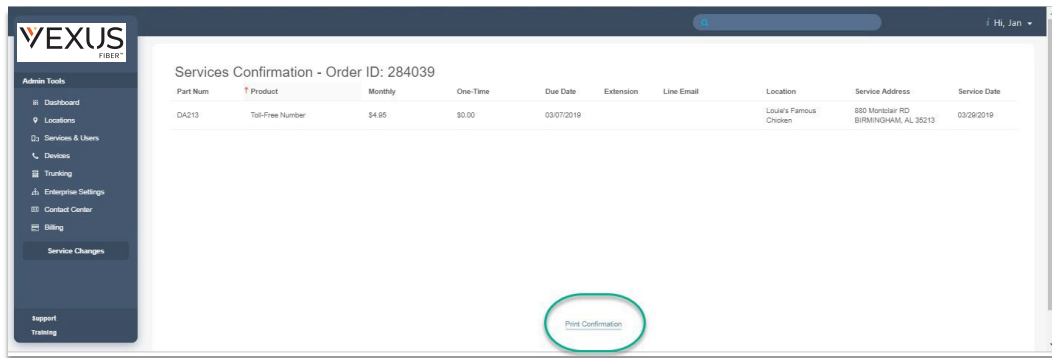 VEXUS
FIBER™
Hi, Jan
Admin Tools
Dashboard
Locations
Services & Users
Devices
Trunking
Enterprise Settings
Contact Center
Billing
Service Changes
Support
Training
Services Confirmation - Order ID: 284039
Part Num Product Monthly One-Time Due Date Extension Line Email Location Service Address Service Date
DA213 Toll-Free Number $4.95 $0.00 03/07/2019 Louie's Famous Chicken 880 Montclair RD BIRMINGHAM, AL 35213 03/29/2019
Print Confirmation